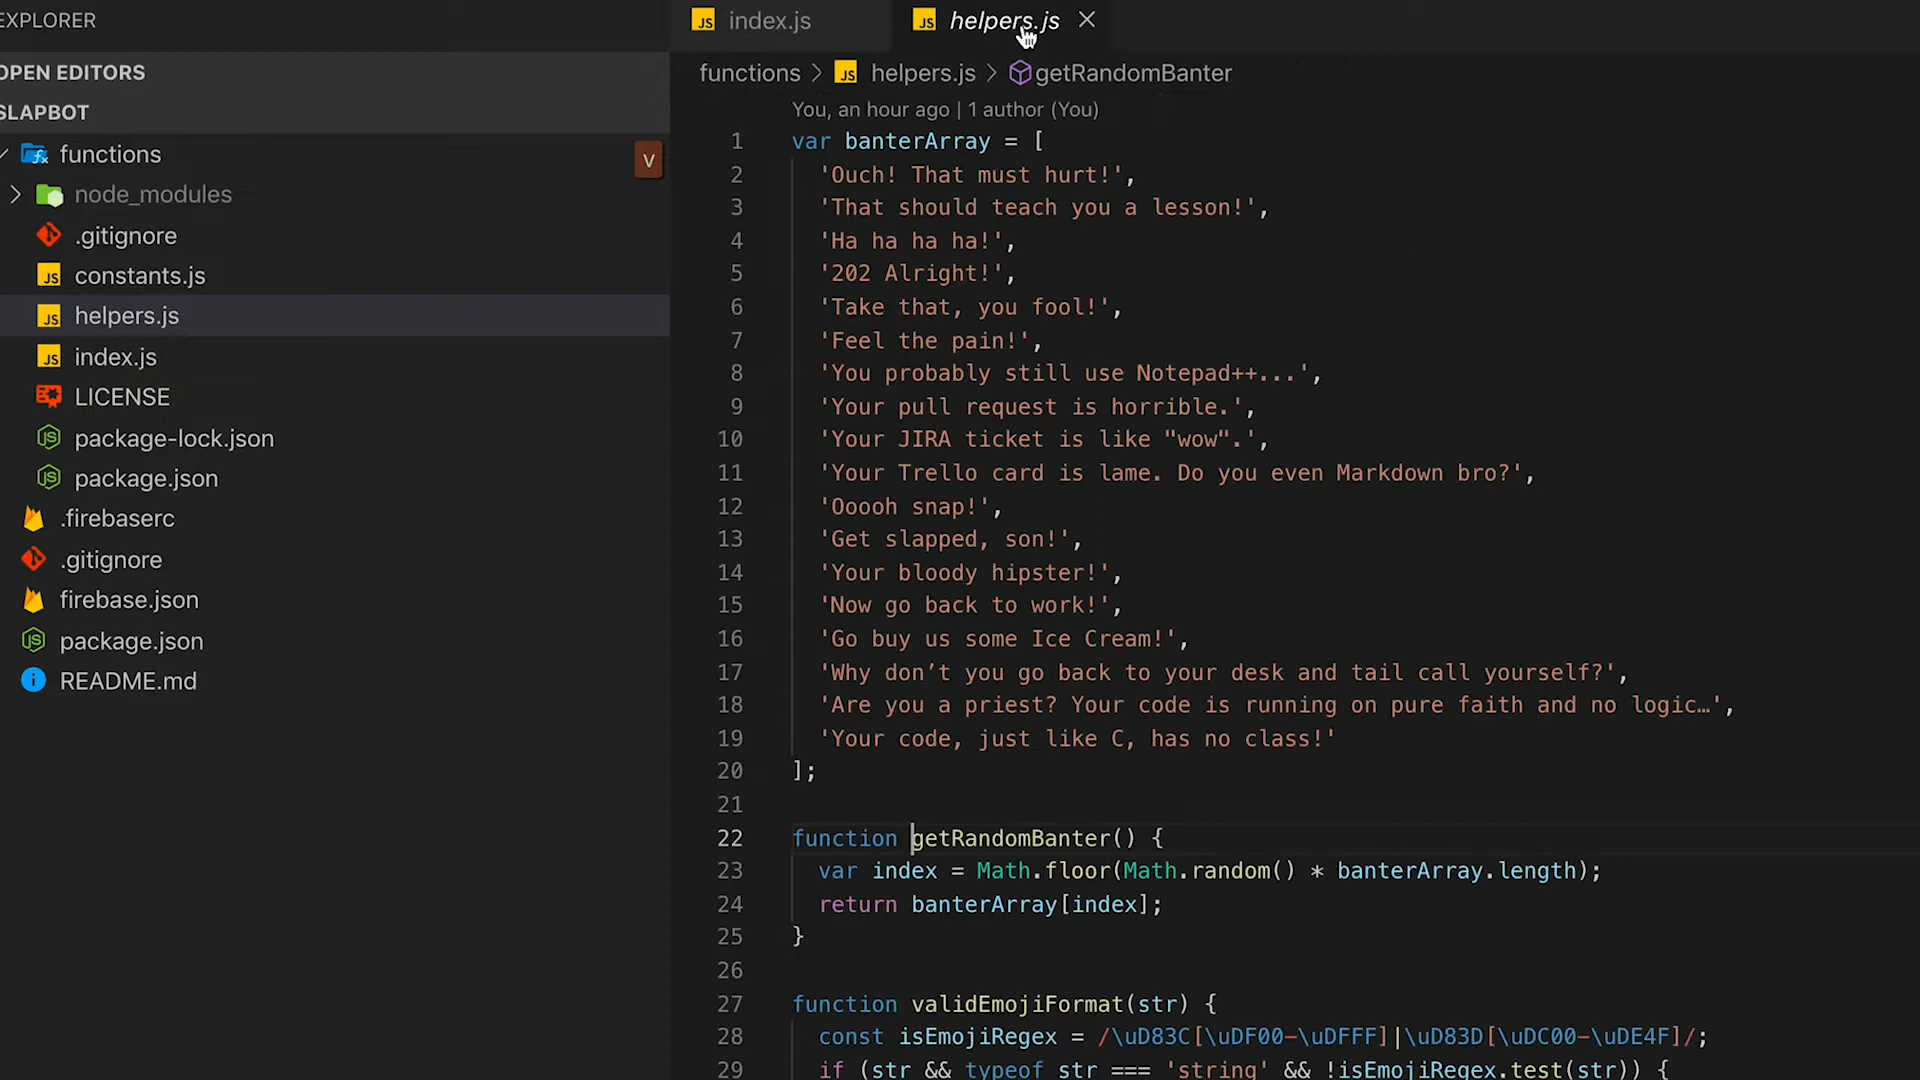 EXPLORER
OPEN EDITORS
SLAPBOT
functions
V
node_modules
.gitignore
JS constants.js
JS helpers.js
JS index.js
LICENSE
package-lock.json
package.json
.firebaserc
.gitignore
firebase.json
package.json
README.md
JS index.js
JS helpers.js
functions > JS helpers.js > getRandomBanter
You, an hour ago | 1 author (You)
1 var banterArray = [
2 'Ouch! That must hurt!',
3 'That should teach you a lesson!',
4 'Ha ha ha ha!',
5 '202 Alright!',
6 'Take that, you fool!',
7 'Feel the pain!',
8 'You probably still use Notepad++...',
9 'Your pull request is horrible.',
10 'Your JIRA ticket is like "wow".',
11 'Your Trello card is lame. Do you even Markdown bro?',
12 'Ooooh snap!',
13 'Get slapped, son!',
14 'Your bloody hipster!',
15 'Now go back to work!',
16 'Go buy us some Ice Cream!',
17 'Why don’t you go back to your desk and tail call yourself?',
18 'Are you a priest? Your code is running on pure faith and no logic…',
19 'Your code, just like C, has no class!'
20 ];
21
22 function getRandomBanter() {
23 var index = Math.floor(Math.random() * banterArray.length);
24 return banterArray[index];
25 }
26
27 function validEmojiFormat(str) {
28 const isEmojiRegex = /\uD83C[\uDF00-\uDFFF]|\uD83D[\uDC00-\uDE4F]/;
29 if (str && typeof str === 'string' && !isEmojiRegex.test(str)) {